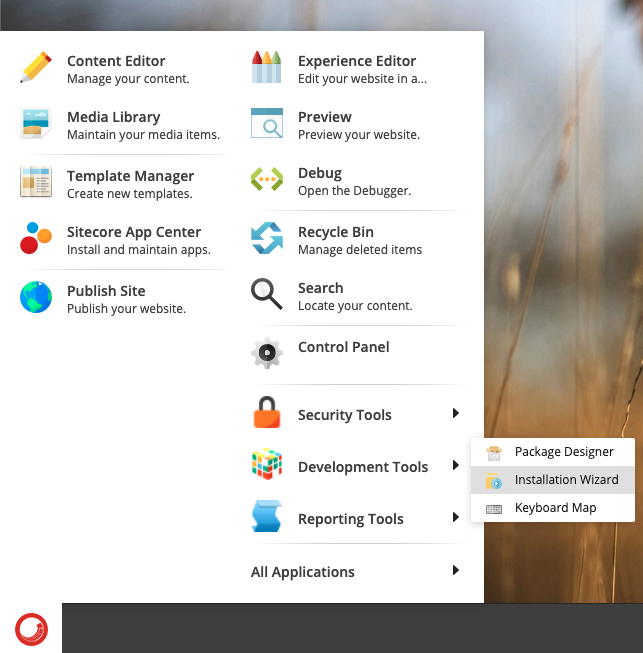 Content Editor
Manage your content.
Media Library
Maintain your media items.
Template Manager
Create new templates.
Sitecore App Center
Install and maintain apps.
Publish Site
Publish your website.
Experience Editor
Edit your website in a...
Preview
Preview your website.
Debug
Open the Debugger.
Recycle Bin
Manage deleted items
Search
Locate your content.
Control Panel
Security Tools
Development Tools
Reporting Tools
All Applications
Package Designer
Installation Wizard
Keyboard Map